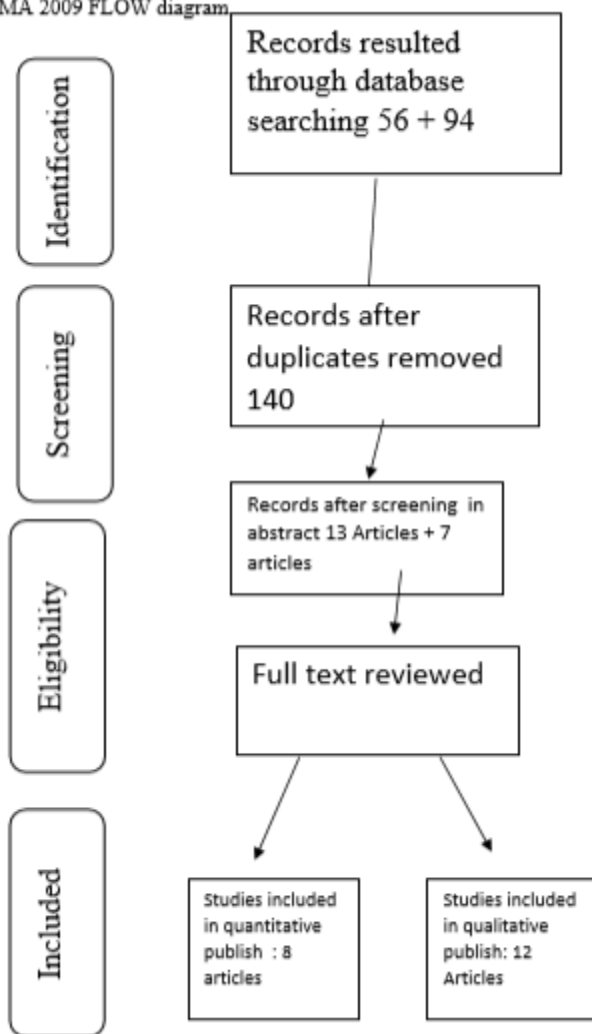 MA 2009 FLOW diagram
Identification
Records resulted
through database
searching 56 + 94
Screening
Records after
duplicates removed
140
Records after screening in
abstract 13 Articles + 7
articles
Eligibility
Full text reviewed
Included
Studies included
in quantitative
publish : 8
articles
Studies included
in qualitative
publish: 12
Articles